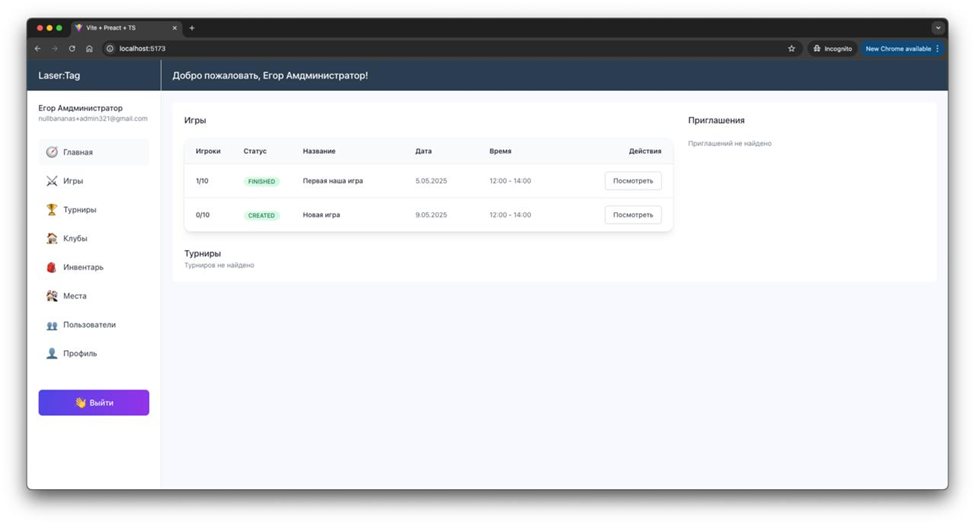 Vite + Preact + TS
localhost:5173
Incognito
New Chrome available
Laser:Tag
Добро пожаловать, Егор Амдминистратор!
Егор Амдминистратор
nullbananas+admin321@gmail.com
Главная
Игры
Турниры
Клубы
Инвентарь
Места
Пользователи
Профиль
Выйти
Игры
Игроки Статус Название Дата Время Действия
1/10 FINISHED Первая наша игра 5.05.2025 12:00 - 14:00 Посмотреть
0/10 CREATED Новая игра 9.05.2025 12:00 - 14:00 Посмотреть
Турниры
Турниров не найдено
Приглашения
Приглашений не найдено